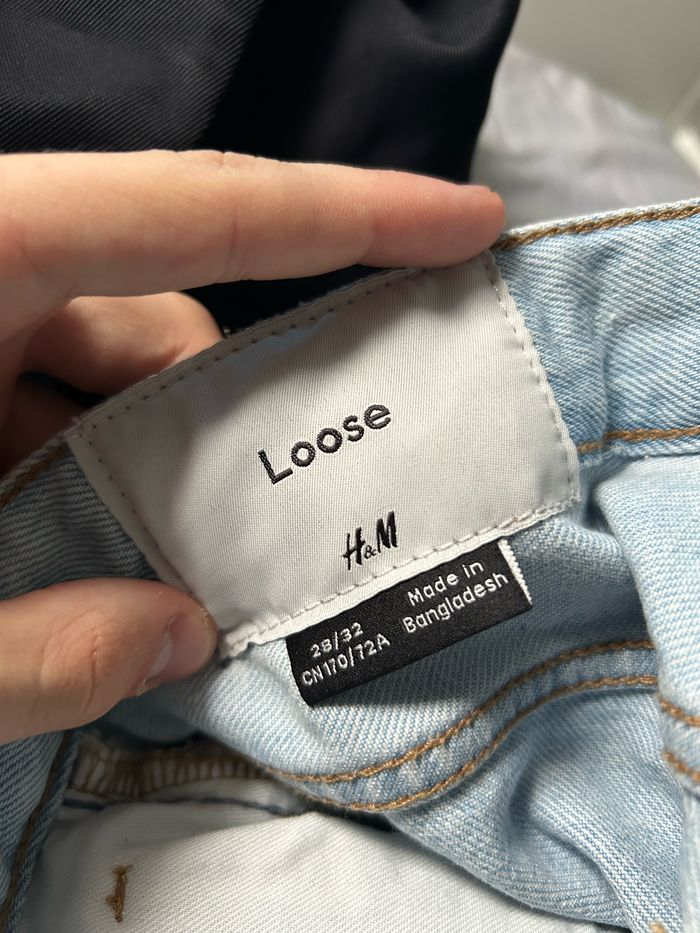 Loose
H&M
28/32
CN170/72A
Made in
Bangladesh